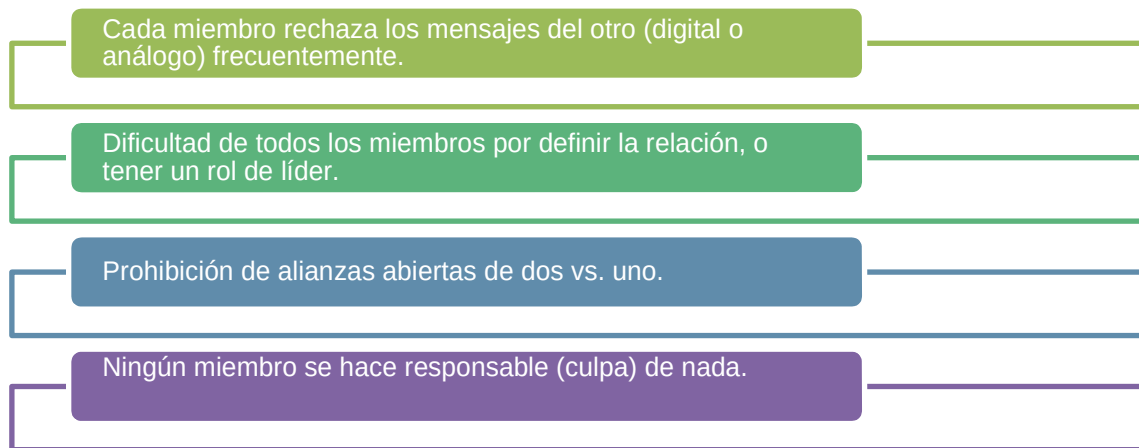 Cada miembro rechaza los mensajes del otro (digital o
análogo) frecuentemente.
Dificultad de todos los miembros por definir la relación, o
tener un rol de líder.
Prohibición de alianzas abiertas de dos vs. uno.
Ningún miembro se hace responsable (culpa) de nada.